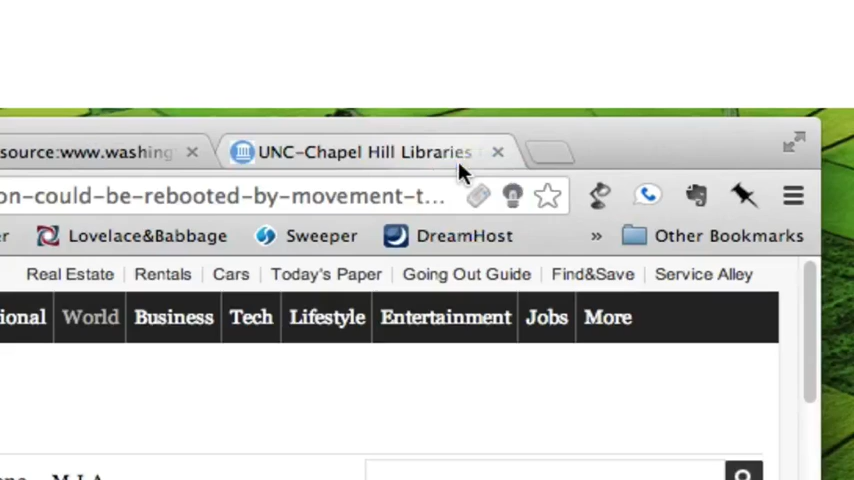 source:www.washing UNC-Chapel Hill Libraries
on-could-be-rebooted-by-movement-t...
er Lovelace&Babbage Sweeper DreamHost » Other Bookmarks
Real Estate Rentals Cars Today's Paper Going Out Guide Find&Save Service Alley
ional World Business Tech Lifestyle Entertainment Jobs More